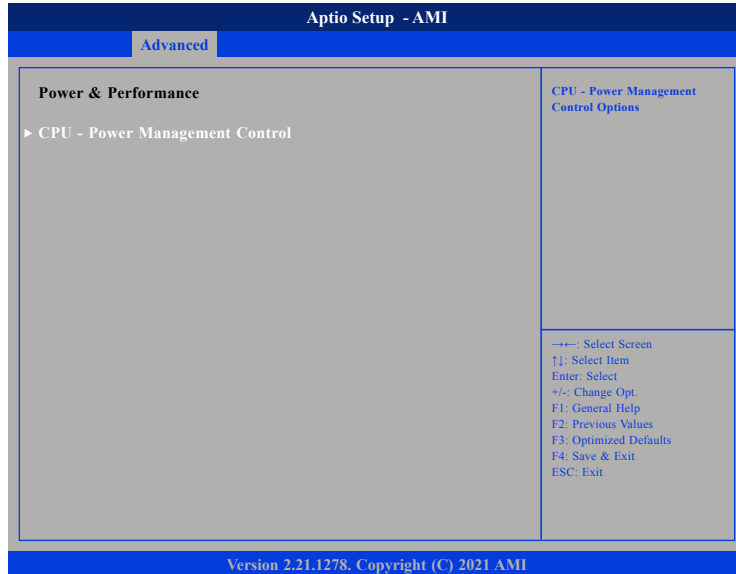 Aptio Setup - AMI
Advanced
Power & Performance
► CPU - Power Management Control
CPU - Power Management
Control Options
→←: Select Screen
↑↓: Select Item
Enter: Select
+/-: Change Opt.
F1: General Help
F2: Previous Values
F3: Optimized Defaults
F4: Save & Exit
ESC: Exit
Version 2.21.1278. Copyright (C) 2021 AMI